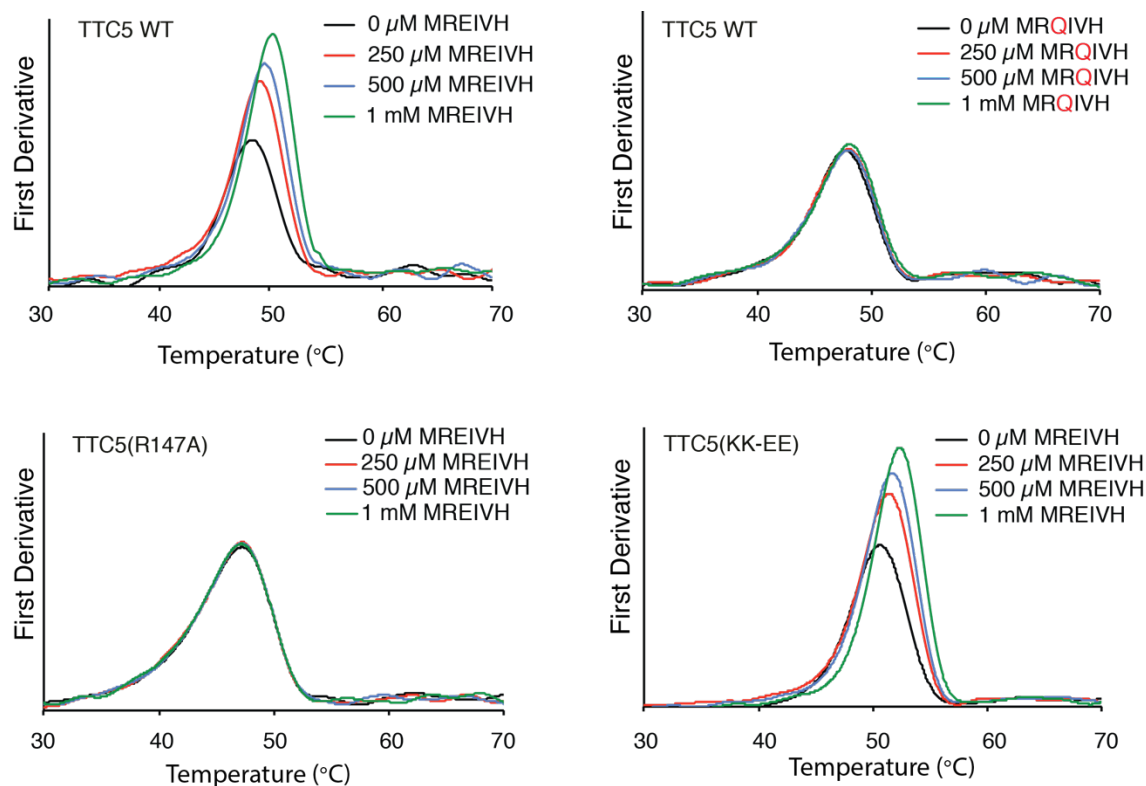 TTC5 WT
0 µM MREIVH
250 µM MREIVH
500 µM MREIVH
1 mM MREIVH
First Derivative
30 40 50 60 70
Temperature (°C)
TTC5 WT
0 µM MRQIVH
250 µM MRQIVH
500 µM MRQIVH
1 mM MRQIVH
First Derivative
30 40 50 60 70
Temperature (°C)
TTC5(R147A)
0 µM MREIVH
250 µM MREIVH
500 µM MREIVH
1 mM MREIVH
First Derivative
30 40 50 60 70
Temperature (°C)
TTC5(KK-EE)
0 µM MREIVH
250 µM MREIVH
500 µM MREIVH
1 mM MREIVH
First Derivative
30 40 50 60 70
Temperature (°C)